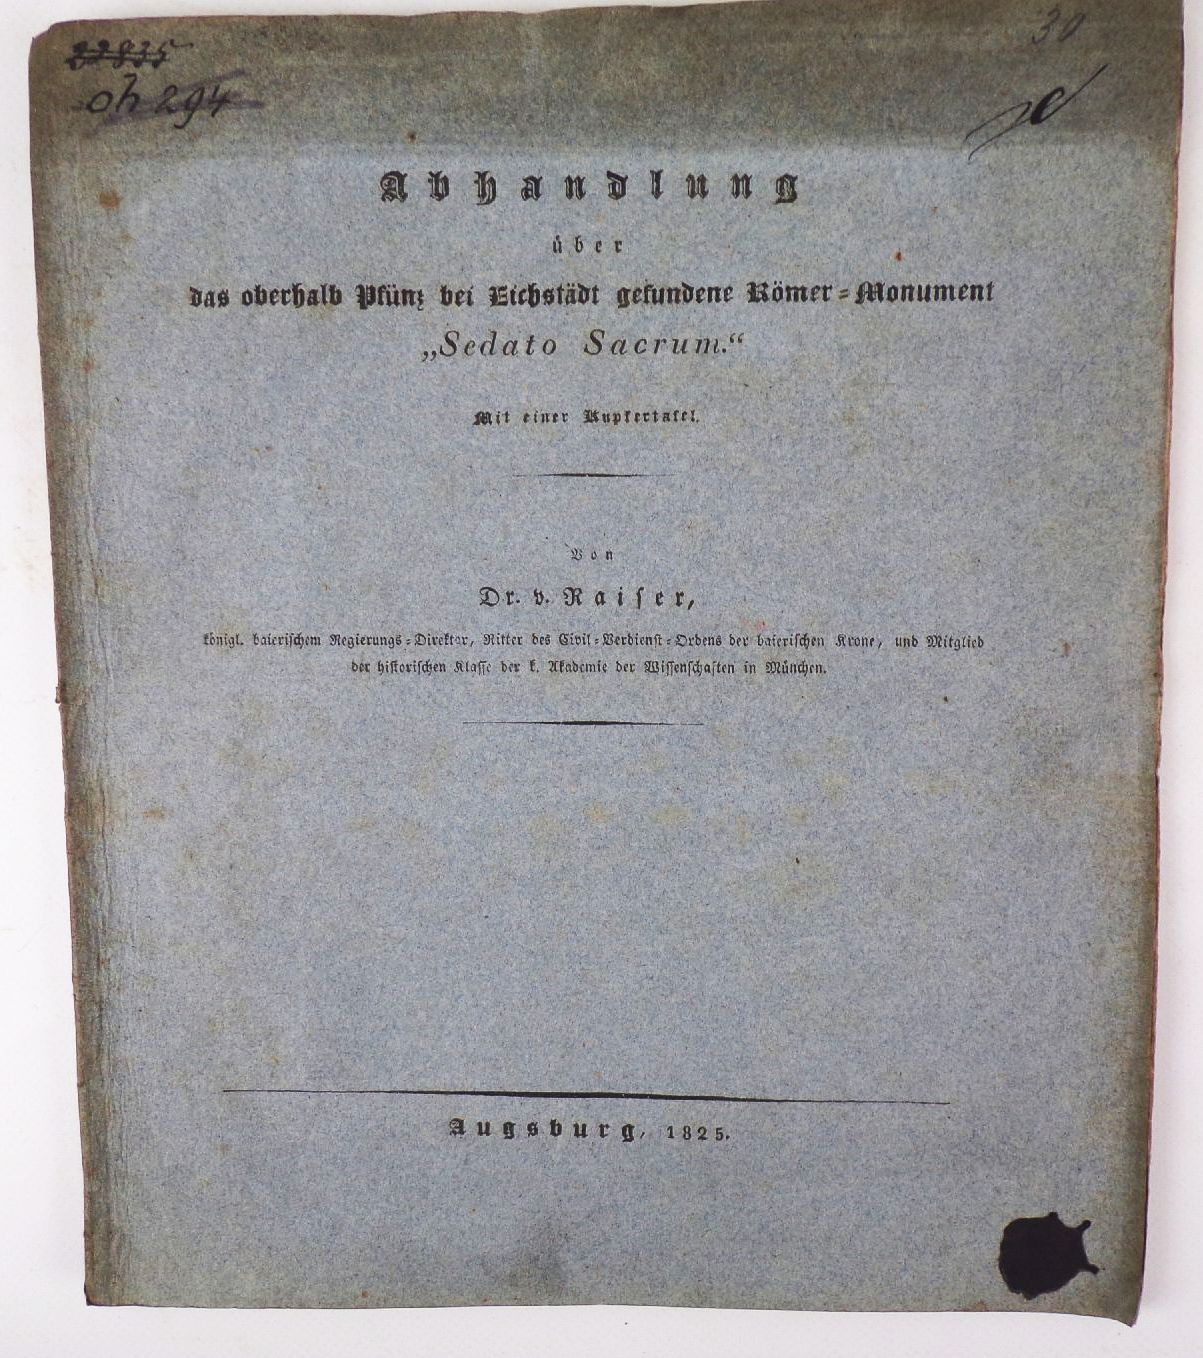 22835
oh 294
30
Abhandlung
über
das oberhalb Pfünz bei Eichstädt gefundene Römer=Monument
„Sedato Sacrum.“
Mit einer Kupfertafel.
Von
Dr. v. Raiser,
königl. baierischem Regierungs=Direktor, Ritter des Civil=Verdienst=Ordens der baierischen Krone, und Mitglied
der historischen Klasse der k. Akademie der Wissenschaften in München.
Augsburg, 1825.